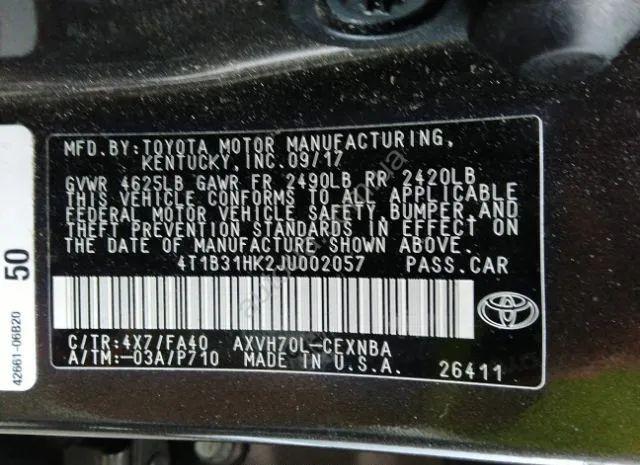 MFD.BY:TOYOTA MOTOR MANUFACTURING,
KENTUCKY,INC.09/17
GVWR 4625LB GAWR FR 2490LB RR 2420LB
THIS VEHICLE CONFORMS TO ALL APPLICABLE
FEDERAL MOTOR VEHICLE SAFETY,BUMPER,AND
THEFT PREVENTION STANDARDS IN EFFECT ON
THE DATE OF MANUFACTURE SHOWN ABOVE.
4T1B31HK2JU002057 PASS.CAR
C/TR:4X7/FA40 AXVH70L-CEXNBA
A/TM:-03A/P710 MADE IN U.S.A. 26411
50
42661-06B20